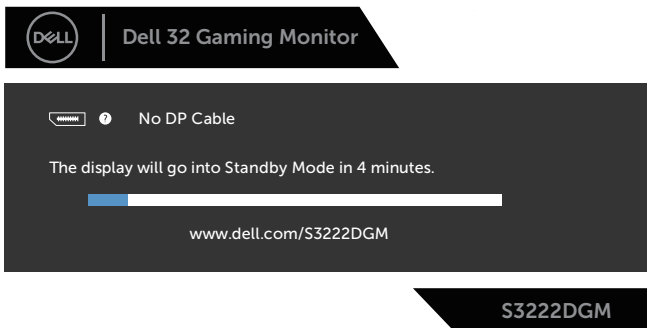 DELL
Dell 32 Gaming Monitor
? No DP Cable
The display will go into Standby Mode in 4 minutes.
www.dell.com/S3222DGM
S3222DGM